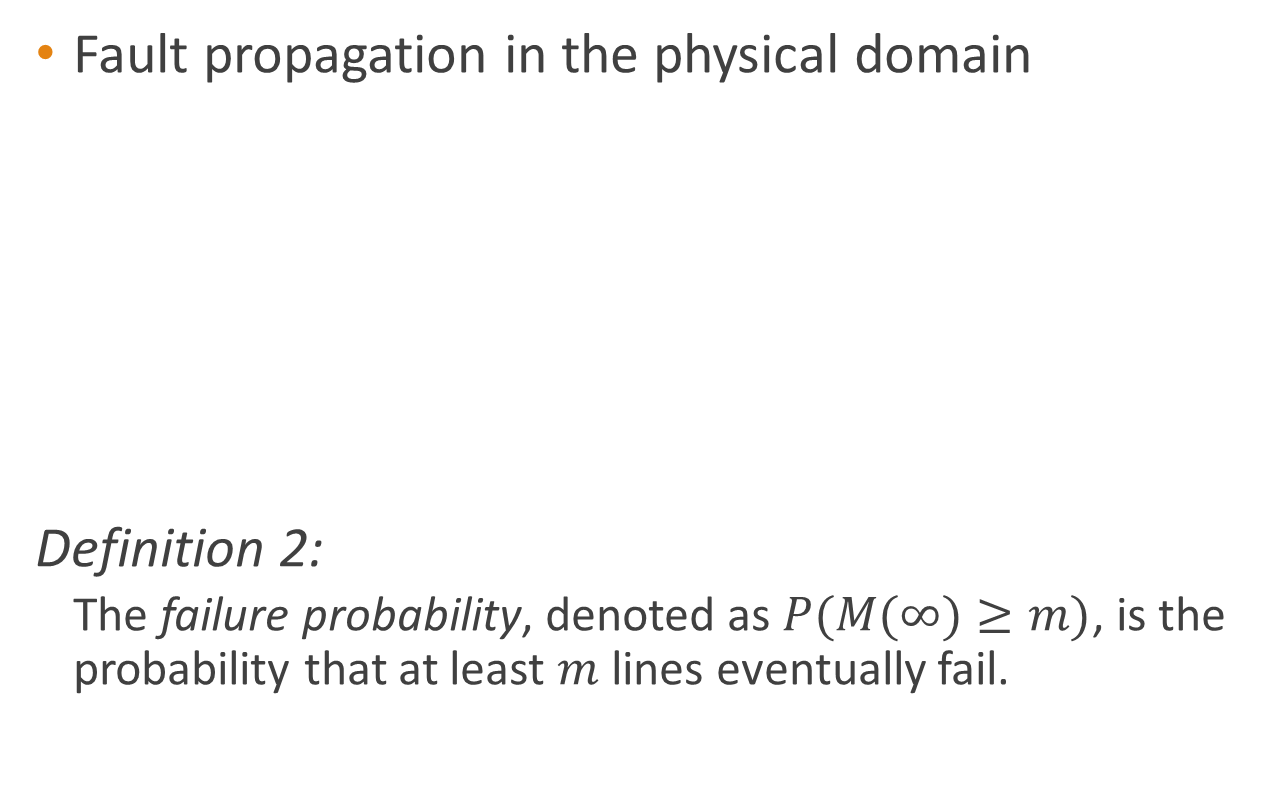 • Fault propagation in the physical domain
Definition 2:
The failure probability, denoted as P(M(∞) ≥ m), is the
probability that at least m lines eventually fail.